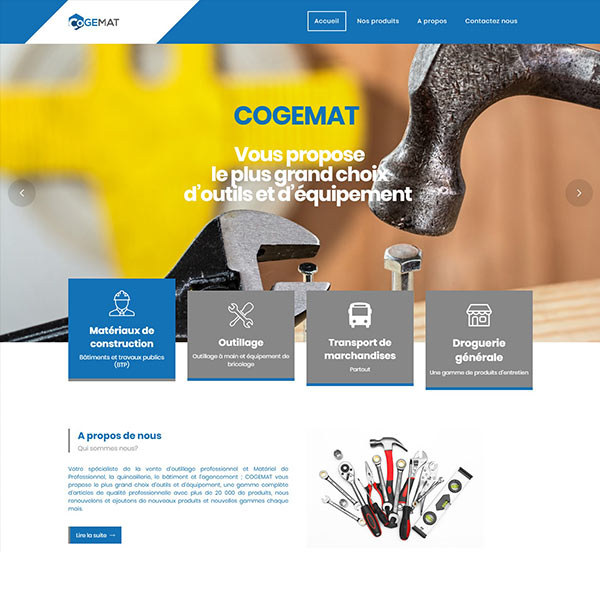 COGEMAT
Accueil
Nos produits
A propos
Contactez nous
COGEMAT
Vous propose
le plus grand choix
d'outils et d'équipement
Matériaux de
construction
Bâtiments et travaux publics
(BTP)
Outillage
Outillage à main et équipement de
bricolage
Transport de
marchandises
Partout
Droguerie
générale
Une gamme de produits d'entretien
A propos de nous
Qui sommes nous?
Votre spécialiste de la vente d'outillage professionnel et Matériel de
Professionnel, la quincaillerie, le bâtiment et l'agencement ; COGEMAT vous
propose le plus grand choix d'outils et d'équipement, une gamme complète
d'articles de qualité professionnelle avec plus de 20 000 de produits, nous
renouvelons et ajoutons de nouveaux produits et nouvelles gammes chaque
mois.
Lire la suite →